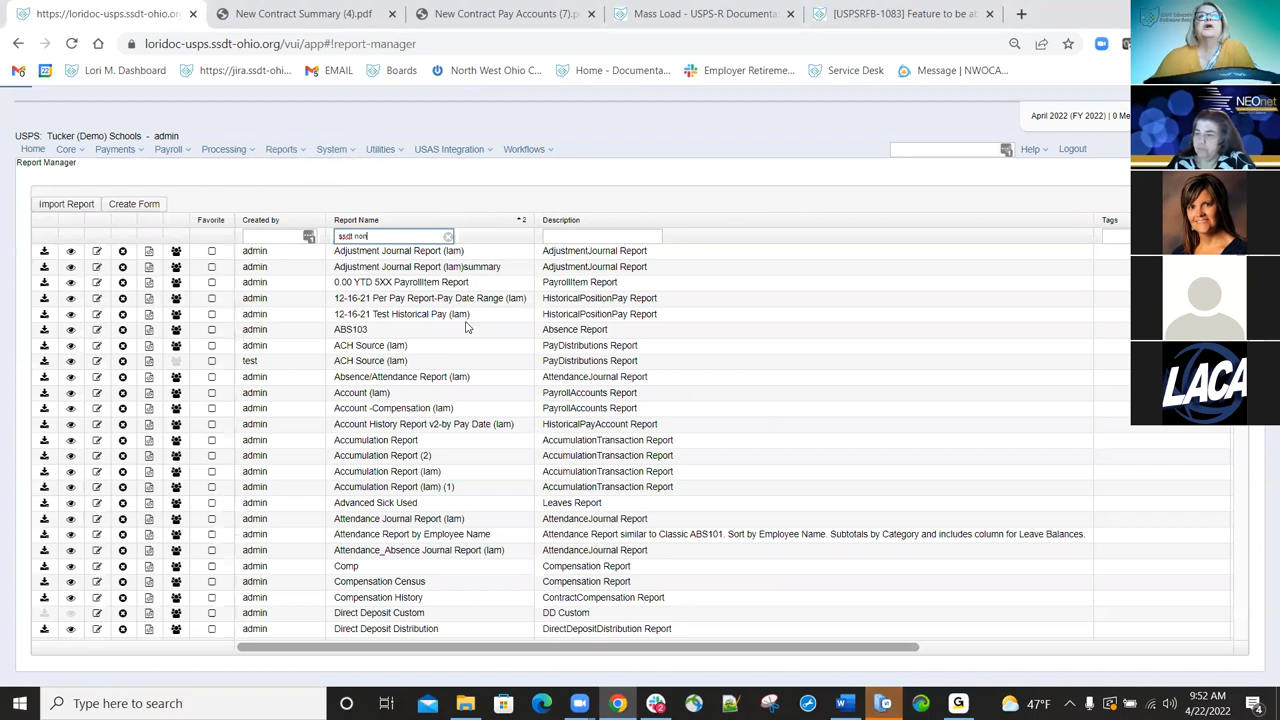 https://loridoc-usps.ssdt-ohio.org
New Contract Summary (4).pdf
New Contract Pay Accounts (7).p
Mass Load - USPS-R Documenta
[USPSRFB-1083] Need to be at
loridoc-usps.ssdt-ohio.org/vui/app#!report-manager
Lori M. Dashboard
https://jira.ssdt-oh...
EMAIL
Boards
North West Ohio...
Home - Documenta...
Employer Retireme...
Service Desk
Messages NWOCA
NEOnet
April 2022 (FY 2022) | 0 Me
USPS: Tucker (Demo) Schools - admin
Home Core Payments Payroll Processing Reports System Utilities USAS Integration Workflows Help Logout
Report Manager
Import Report Create Form
Favorite Created by Report Name 2 Description Tags
ssdt non
admin Adjustment Journal Report (lam) AdjustmentJournal Report
admin Adjustment Journal Report (lam)summary AdjustmentJournal Report
admin 0.00 YTD 5XX PayrollItem Report PayrollItem Report
admin 12-16-21 Per Pay Report-Pay Date Range (lam) HistoricalPositionPay Report
admin 12-16-21 Test Historical Pay (lam) HistoricalPositionPay Report
admin ABS103 Absence Report
admin ACH Source (lam) PayDistributions Report
test ACH Source (lam) PayDistributions Report
admin Absence/Attendance Report (lam) AttendanceJournal Report
admin Account (lam) PayrollAccounts Report
admin Account -Compensation (lam) PayrollAccounts Report
admin Account History Report v2-by Pay Date (lam) HistoricalPayAccount Report
admin Accumulation Report AccumulationTransaction Report
admin Accumulation Report (2) AccumulationTransaction Report
admin Accumulation Report (lam) AccumulationTransaction Report
admin Accumulation Report (lam) (1) AccumulationTransaction Report
admin Advanced Sick Used Leaves Report
admin Attendance Journal Report (lam) AttendanceJournal Report
admin Attendance Report by Employee Name Attendance Report similar to Classic ABS101. Sort by Employee Name. Subtotals by Category and includes column for Leave Balances.
admin Attendance_Absence Journal Report (lam) AttendanceJournal Report
admin Comp Compensation Report
admin Compensation Census Compensation Report
admin Compensation History ContractCompensation Report
admin Direct Deposit Custom DD Custom
admin Direct Deposit Distribution DirectDepositDistribution Report
LACA
Type here to search
47°F
9:52 AM
4/22/2022
4